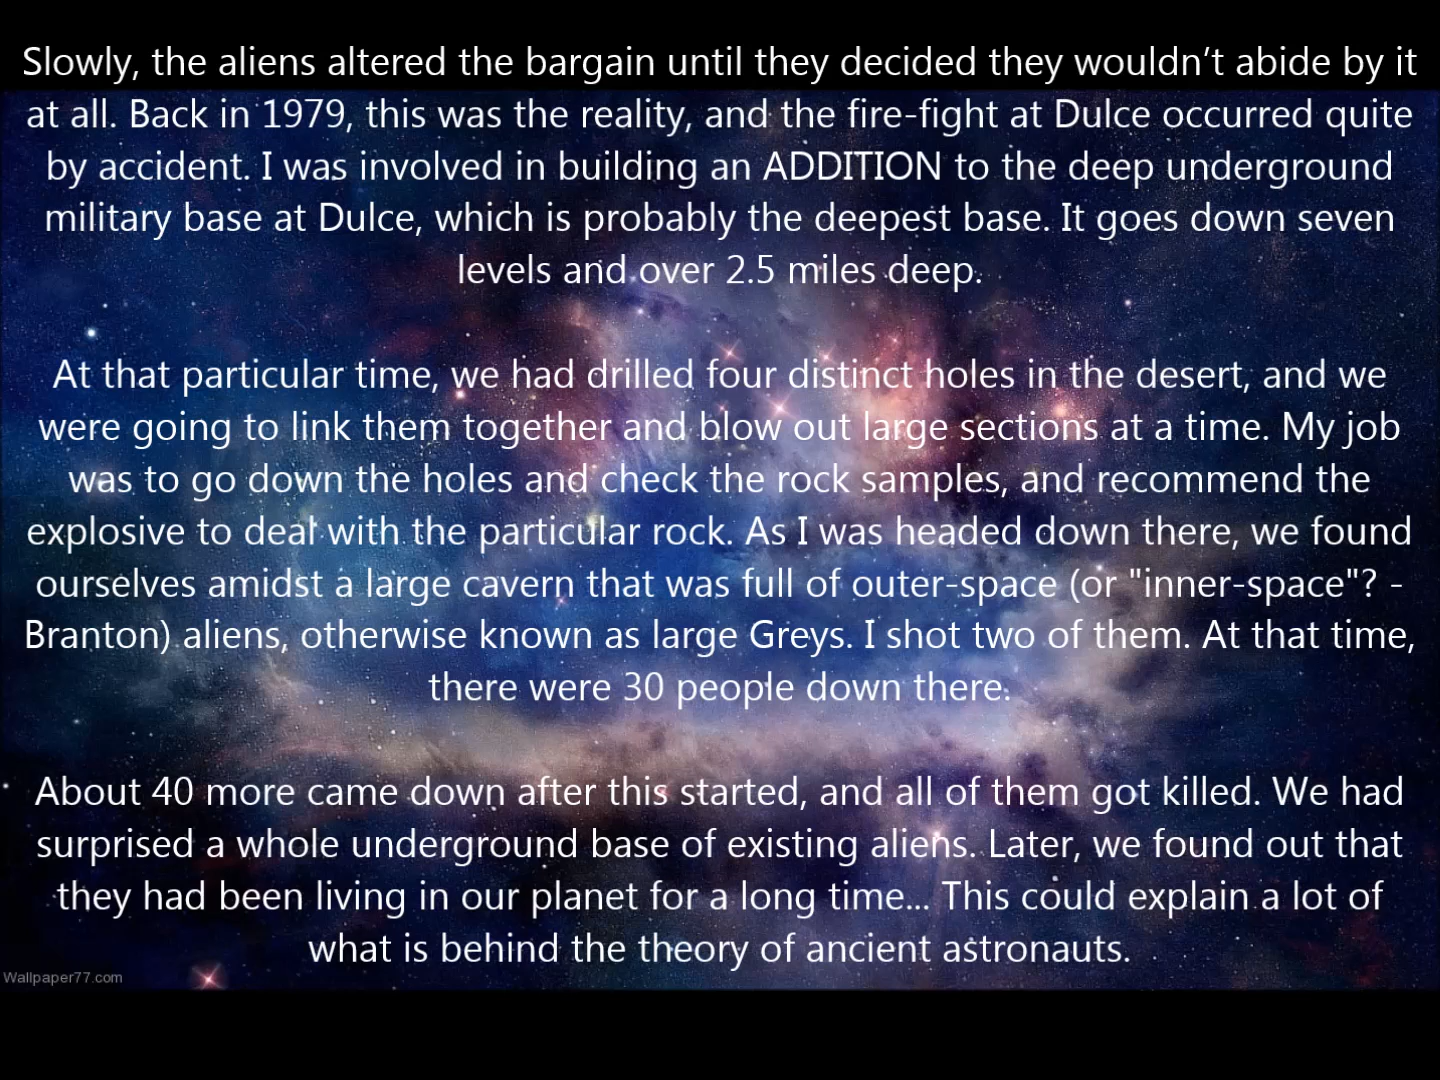 Slowly, the aliens altered the bargain until they decided they wouldn’t abide by it
at all. Back in 1979, this was the reality, and the fire-fight at Dulce occurred quite
by accident. I was involved in building an ADDITION to the deep underground
military base at Dulce, which is probably the deepest base. It goes down seven
levels and over 2.5 miles deep.
At that particular time, we had drilled four distinct holes in the desert, and we
were going to link them together and blow out large sections at a time. My job
was to go down the holes and check the rock samples, and recommend the
explosive to deal with the particular rock. As I was headed down there, we found
ourselves amidst a large cavern that was full of outer-space (or "inner-space"? -
Branton) aliens, otherwise known as large Greys. I shot two of them. At that time,
there were 30 people down there.
About 40 more came down after this started, and all of them got killed. We had
surprised a whole underground base of existing aliens. Later, we found out that
they had been living in our planet for a long time... This could explain a lot of
what is behind the theory of ancient astronauts.
Wallpaper77.com